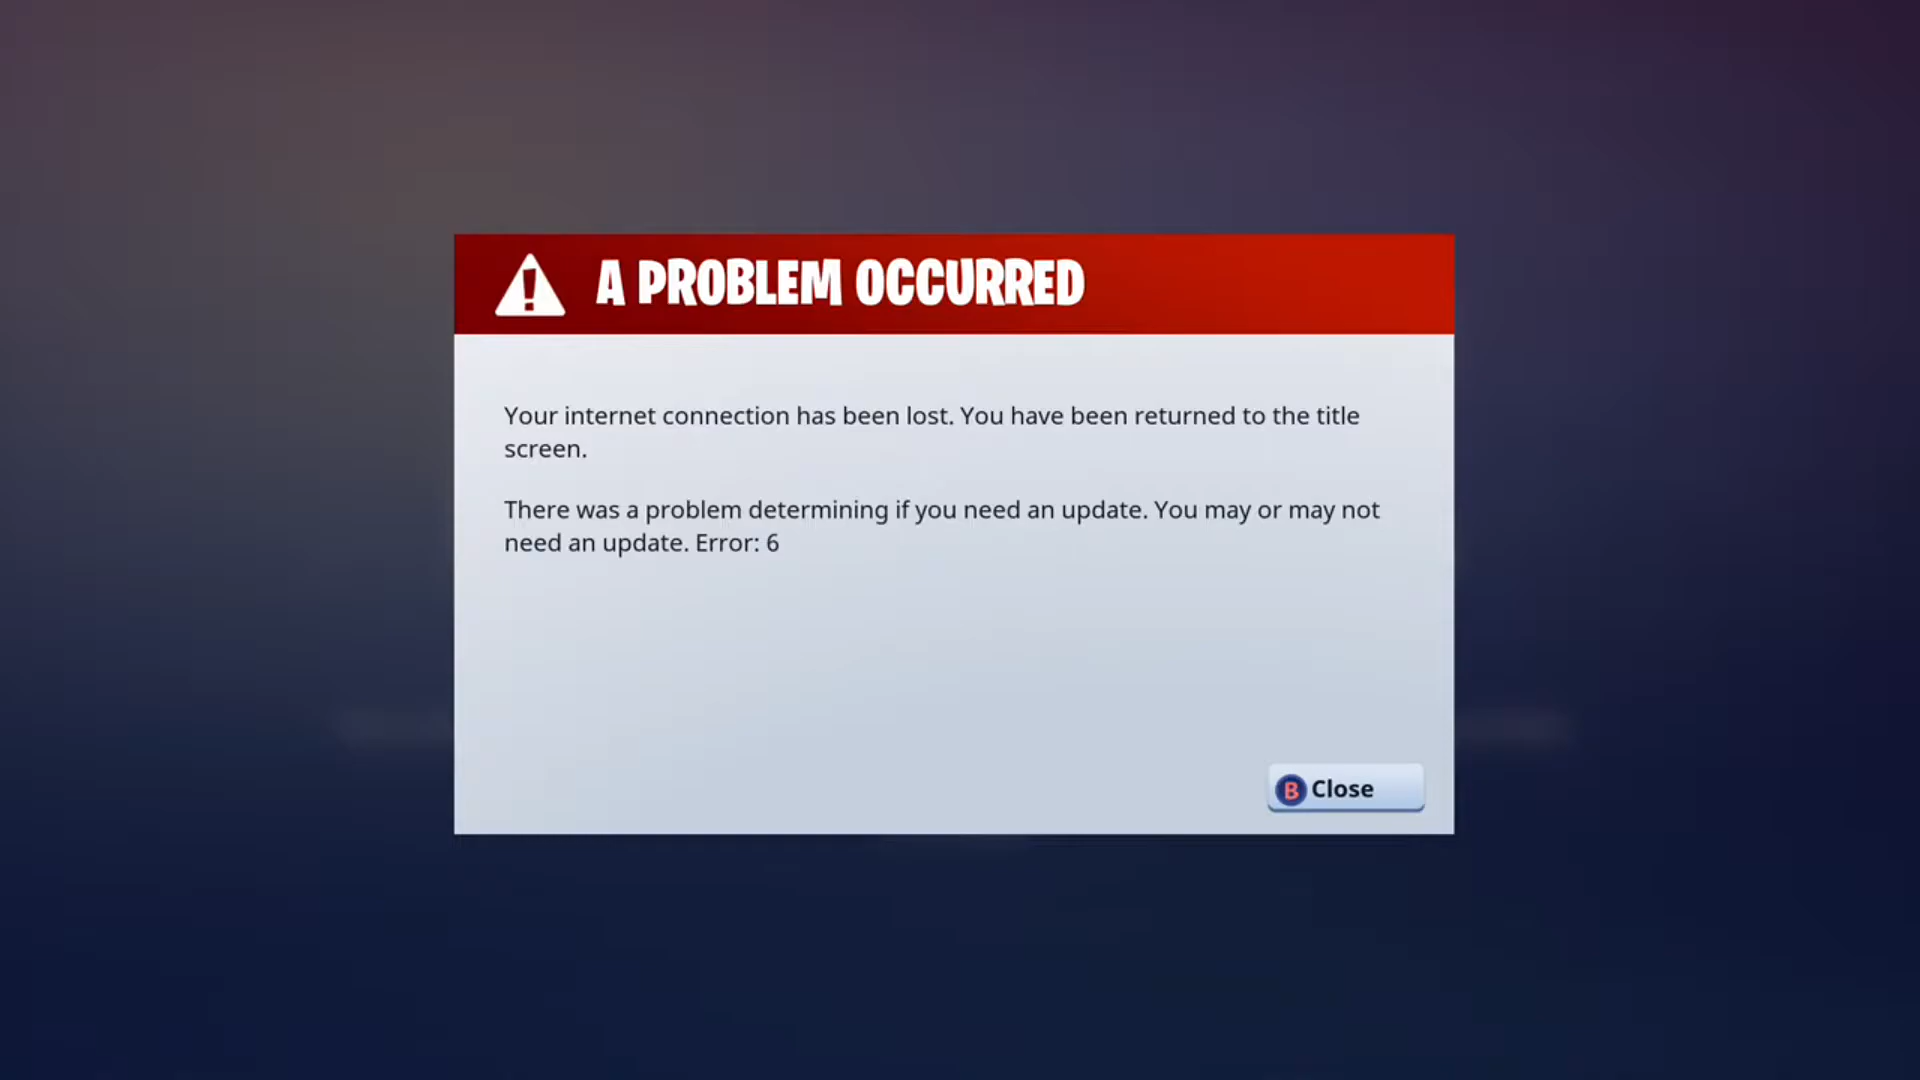 A PROBLEM OCCURRED
Your internet connection has been lost. You have been returned to the title
screen.
There was a problem determining if you need an update. You may or may not
need an update. Error: 6
B Close